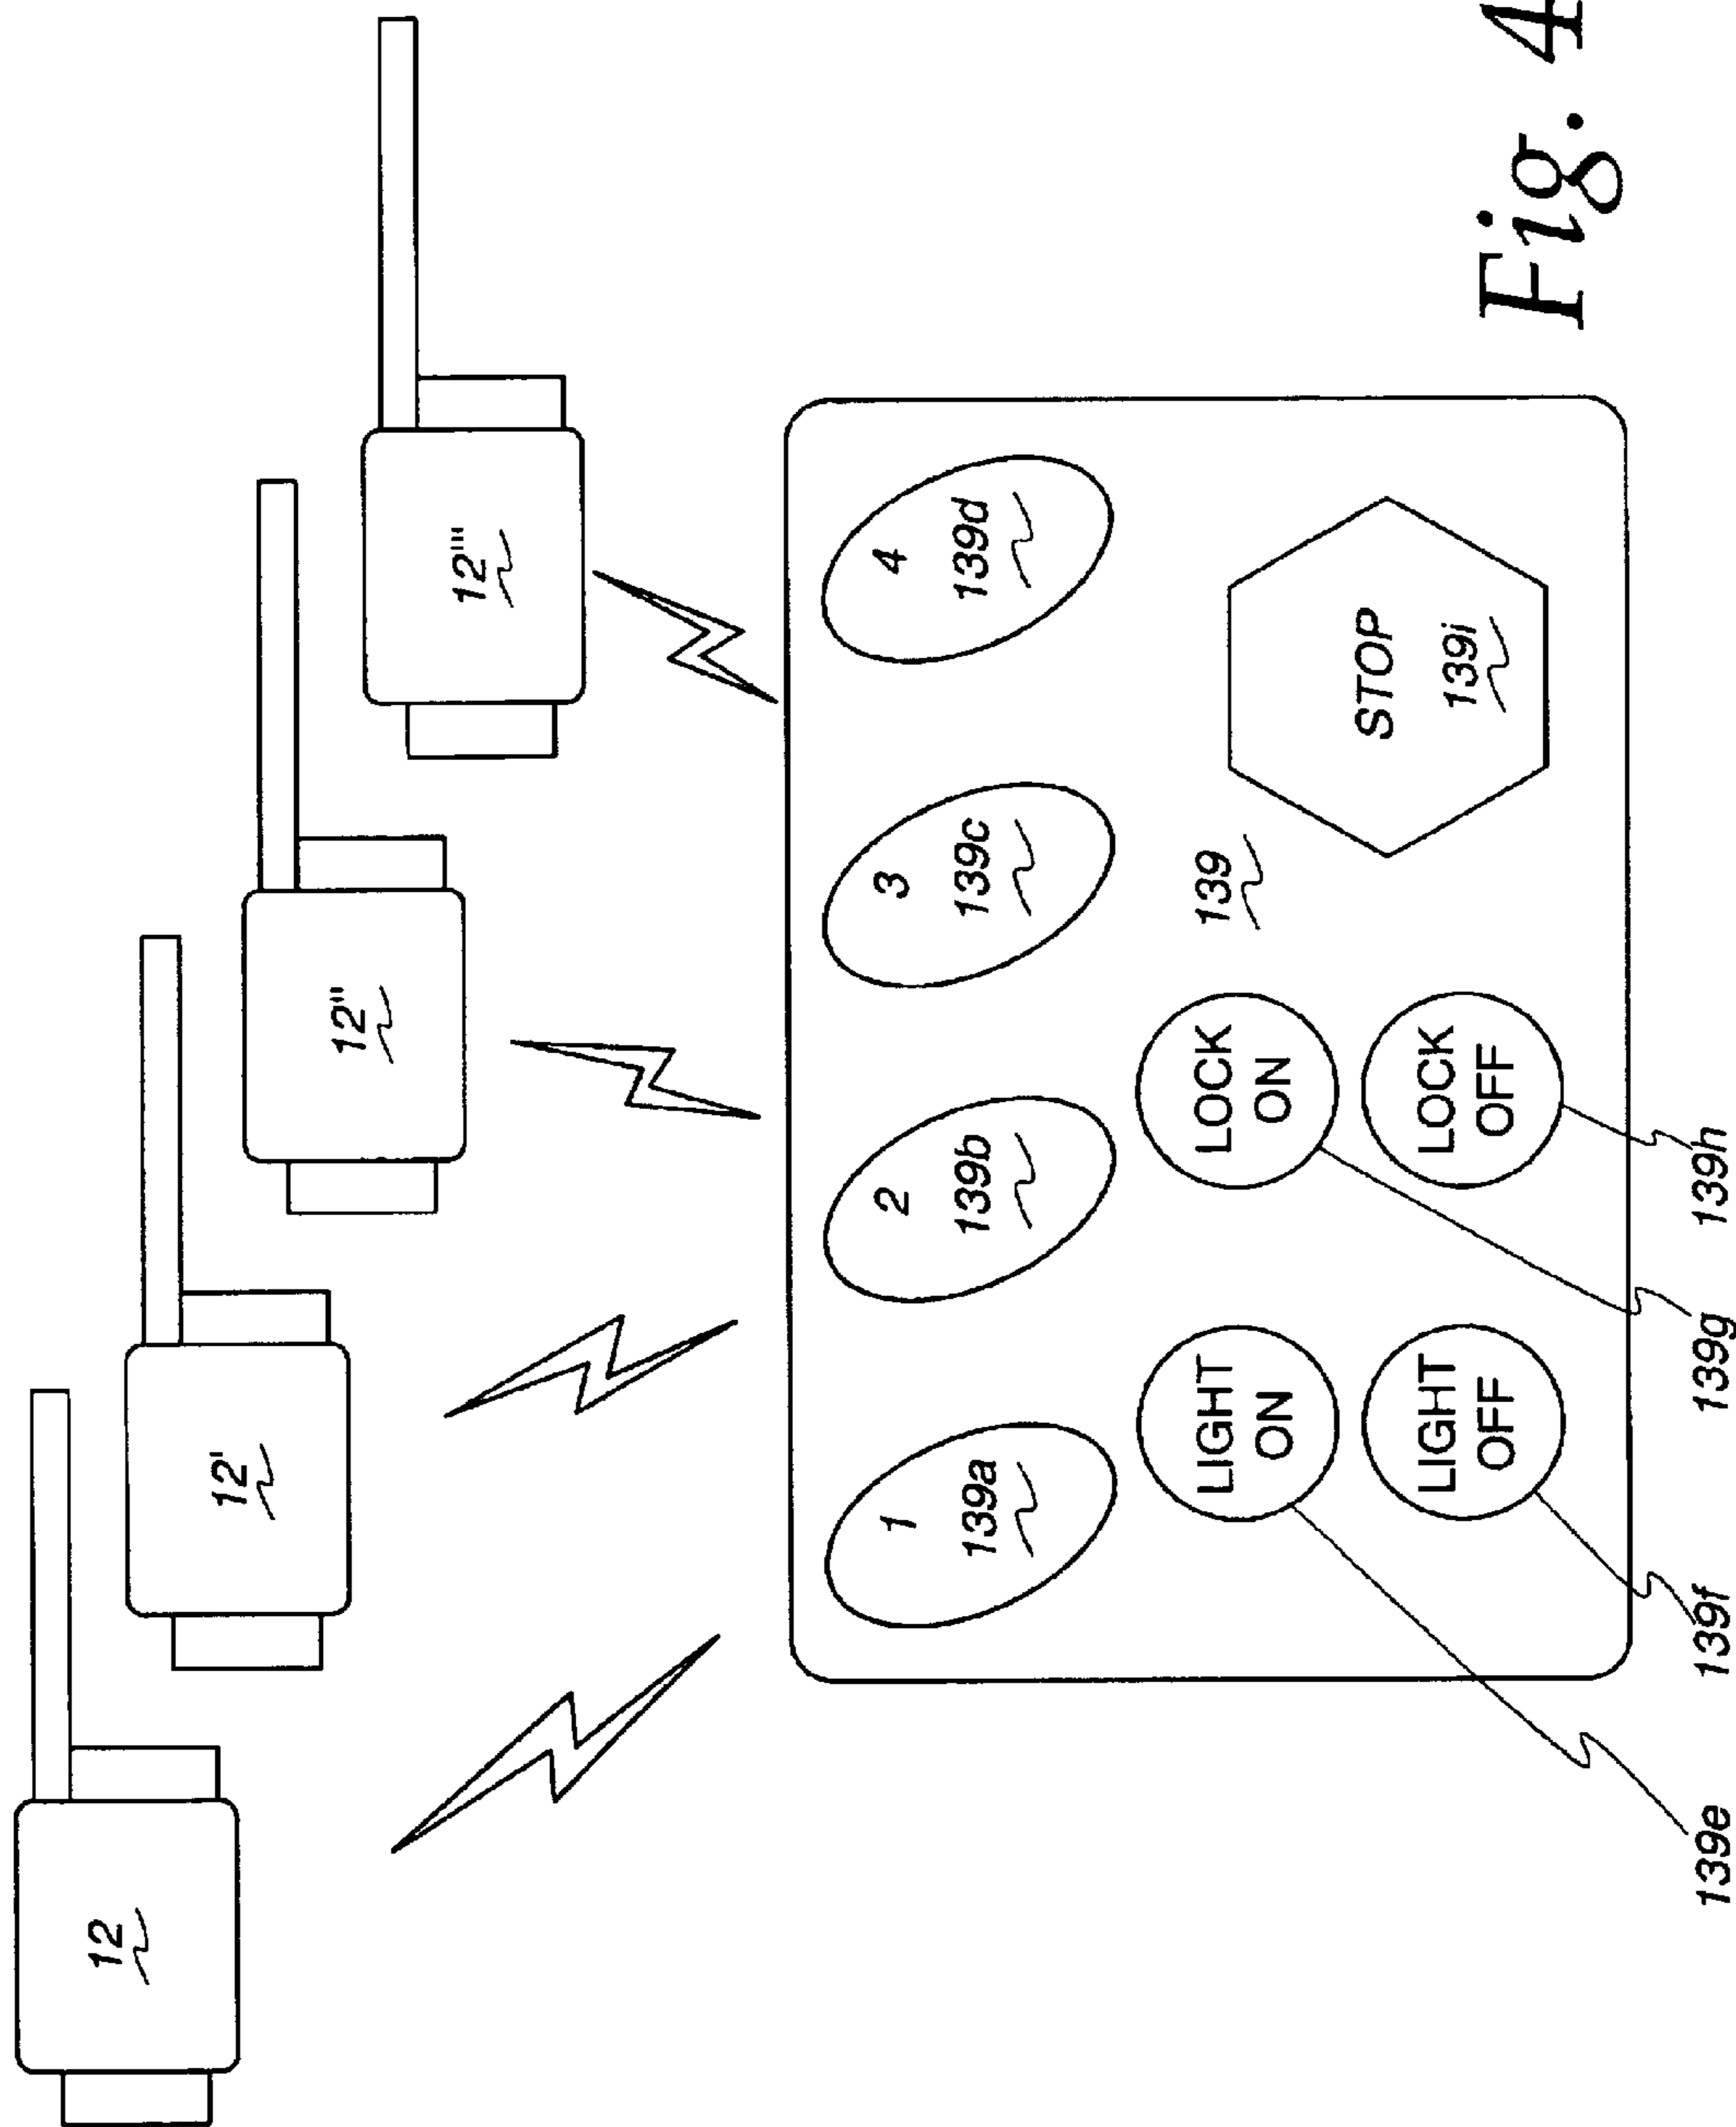 12
12'
12"
12'''
1
139a
2
139b
3
139c
4
139d
LIGHT
ON
LOCK
ON
139
LIGHT
OFF
LOCK
OFF
STOP
139i
139e
139f
139g
139h
Fig. 4